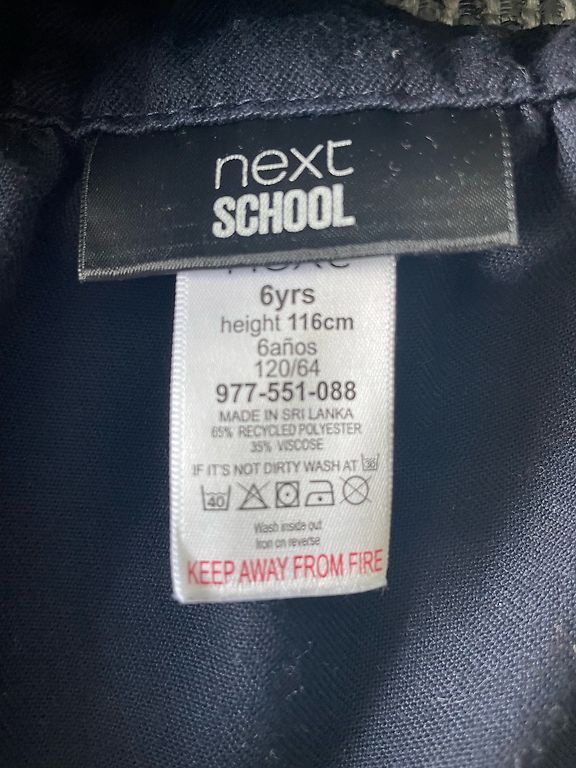 next
SCHOOL
next
6yrs
height 116cm
6años
120/64
977-551-088
MADE IN SRI LANKA
65% RECYCLED POLYESTER
35% VISCOSE
IF IT'S NOT DIRTY WASH AT 30
40
Wash inside out
Iron on reverse
KEEP AWAY FROM FIRE